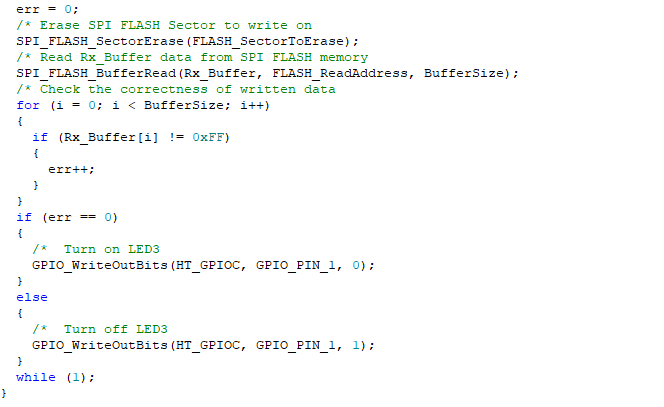 err = 0;
/* Erase SPI FLASH Sector to write on
SPI_FLASH_SectorErase(FLASH_SectorToErase);
/* Read Rx_Buffer data from SPI FLASH memory
SPI_FLASH_BufferRead(Rx_Buffer, FLASH_ReadAddress, BufferSize);
/* Check the correctness of written data
for (i = 0; i < BufferSize; i++)
{
if (Rx_Buffer[i] != 0xFF)
{
err++;
}
}
if (err == 0)
{
/*  Turn on LED3
GPIO_WriteOutBits(HT_GPIOC, GPIO_PIN_1, 0);
}
else
{
/*  Turn off LED3
GPIO_WriteOutBits(HT_GPIOC, GPIO_PIN_1, 1);
}
while (1);
}